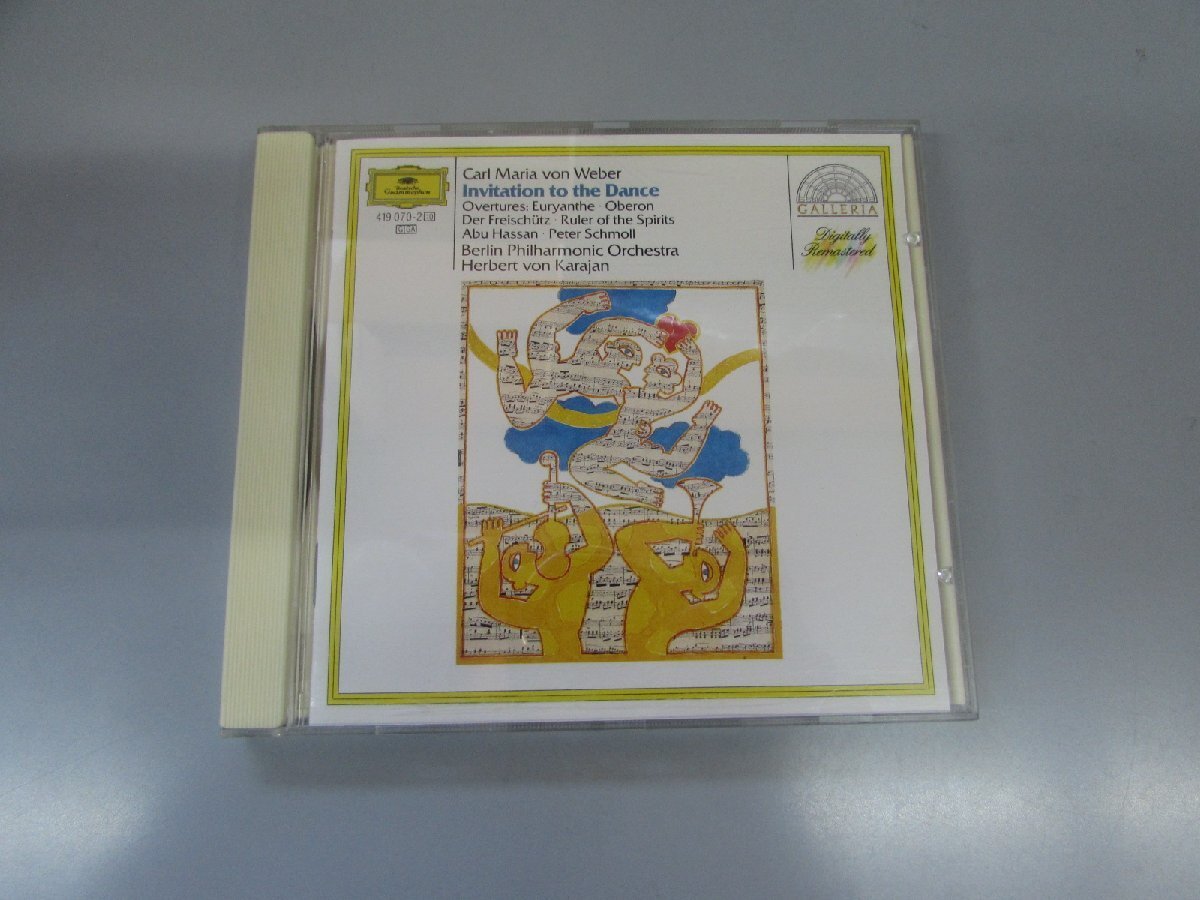 Deutsche
Grammophon
419 070-2
Carl Maria von Weber
Invitation to the Dance
Overtures: Euryanthe · Oberon
Der Freischütz · Ruler of the Spirits
Abu Hassan · Peter Schmoll
Berlin Philharmonic Orchestra
Herbert von Karajan
GALLERIA
Digitally
Remastered